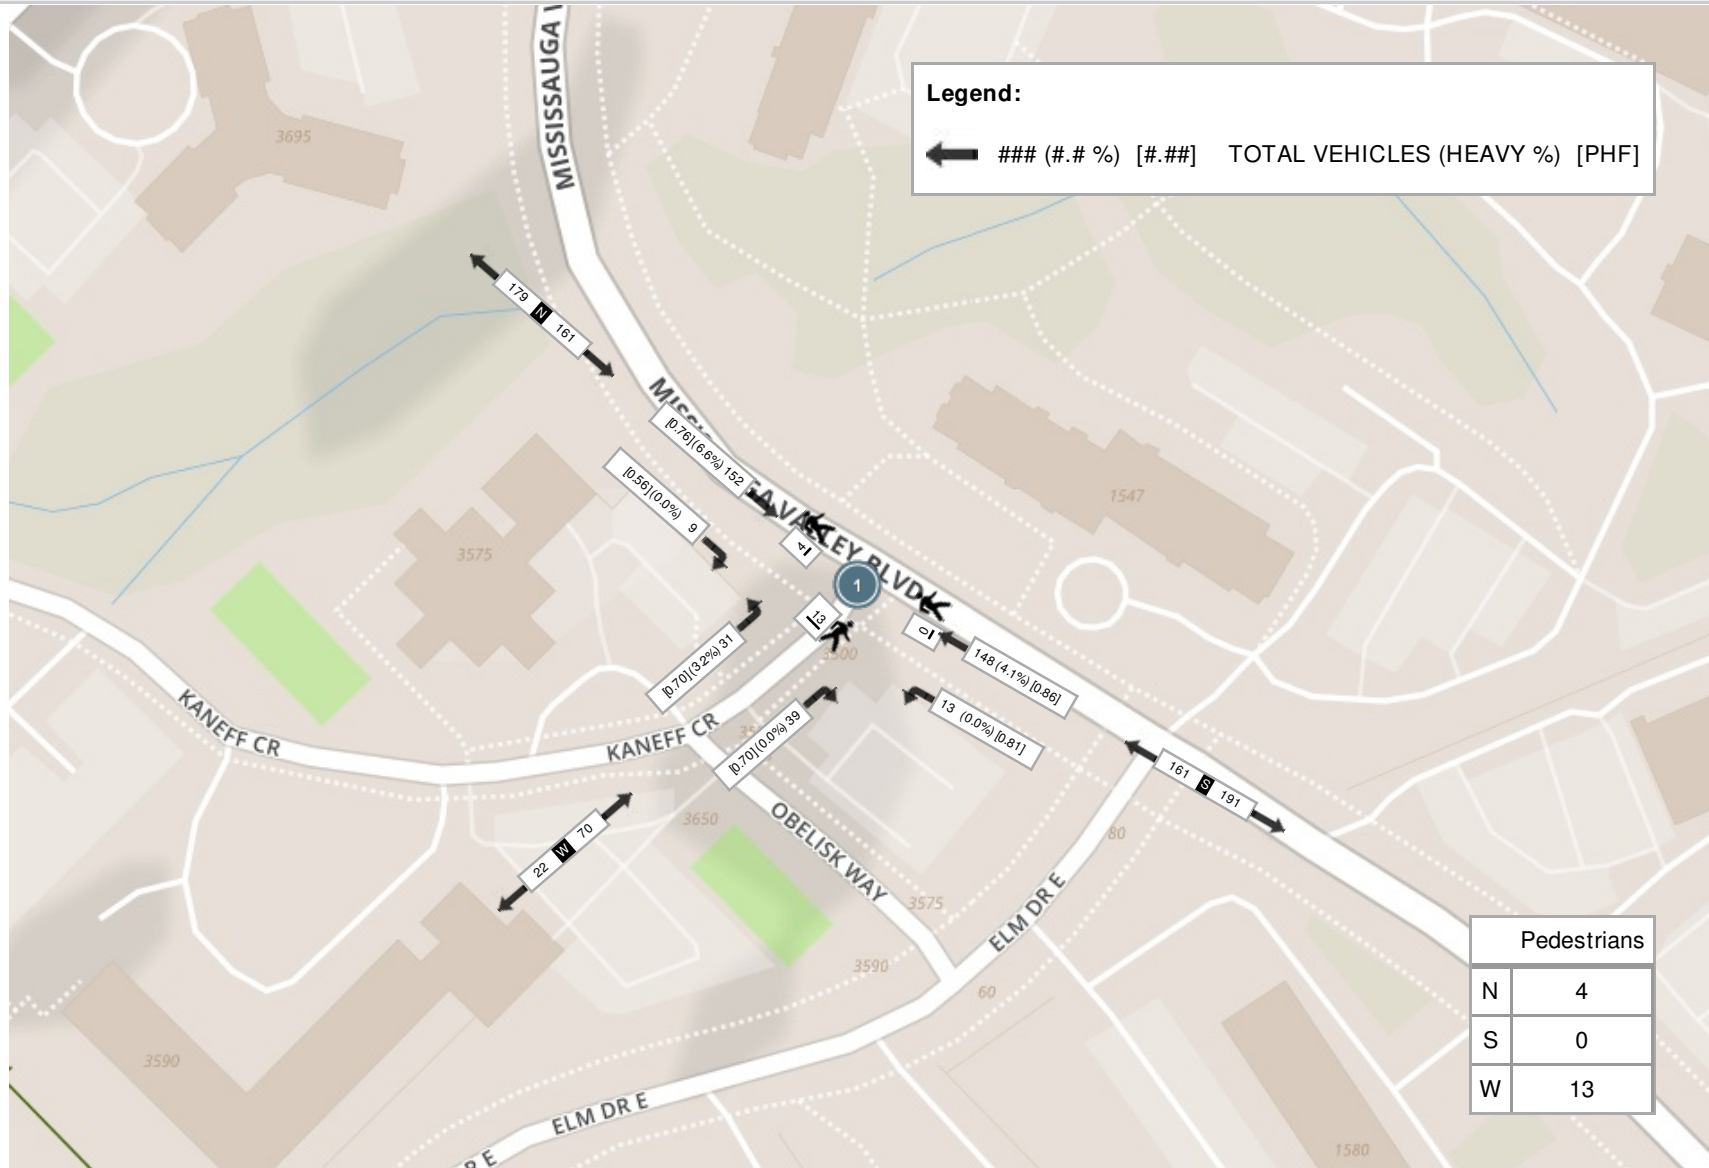 MISSISSAUGA
3695
Legend:
### (#.# %) [#.##] TOTAL VEHICLES (HEAVY %) [PHF]
179 N 161
[0.76] (6.6%) 152
[0.56] (0.0%) 9
EY BLVD
4
1
1547
3575
13
0
3500
[0.70] (3.2%) 31
148 (4.1%) [0.86]
13 (0.0%) [0.81]
[0.70] (0.0%) 39
KANEFF CR
KANEFF CR
161 S 191
22 W 70
3650
OBELISK WAY
80
3575
ELM DR E
3590
60
3590
ELM DR E
R E
1580
Pedestrians
N 4
S 0
W 13